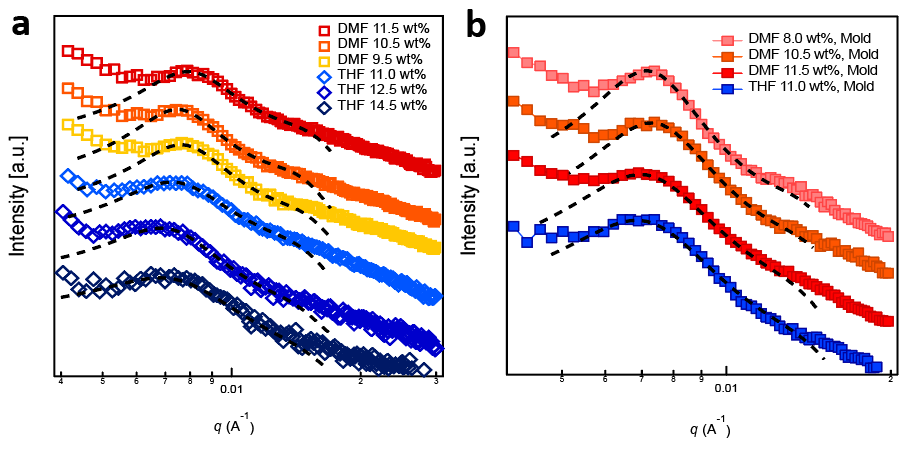 a
DMF 11.5 wt%
DMF 10.5 wt%
DMF 9.5 wt%
THF 11.0 wt%
THF 12.5 wt%
THF 14.5 wt%
Intensity [a.u.]
4 5 6 7 8 9 0.01 2 3
q (A⁻¹)
b
DMF 8.0 wt%, Mold
DMF 10.5 wt%, Mold
DMF 11.5 wt%, Mold
THF 11.0 wt%, Mold
Intensity [a.u.]
5 6 7 8 9 0.01 2
q (A⁻¹)